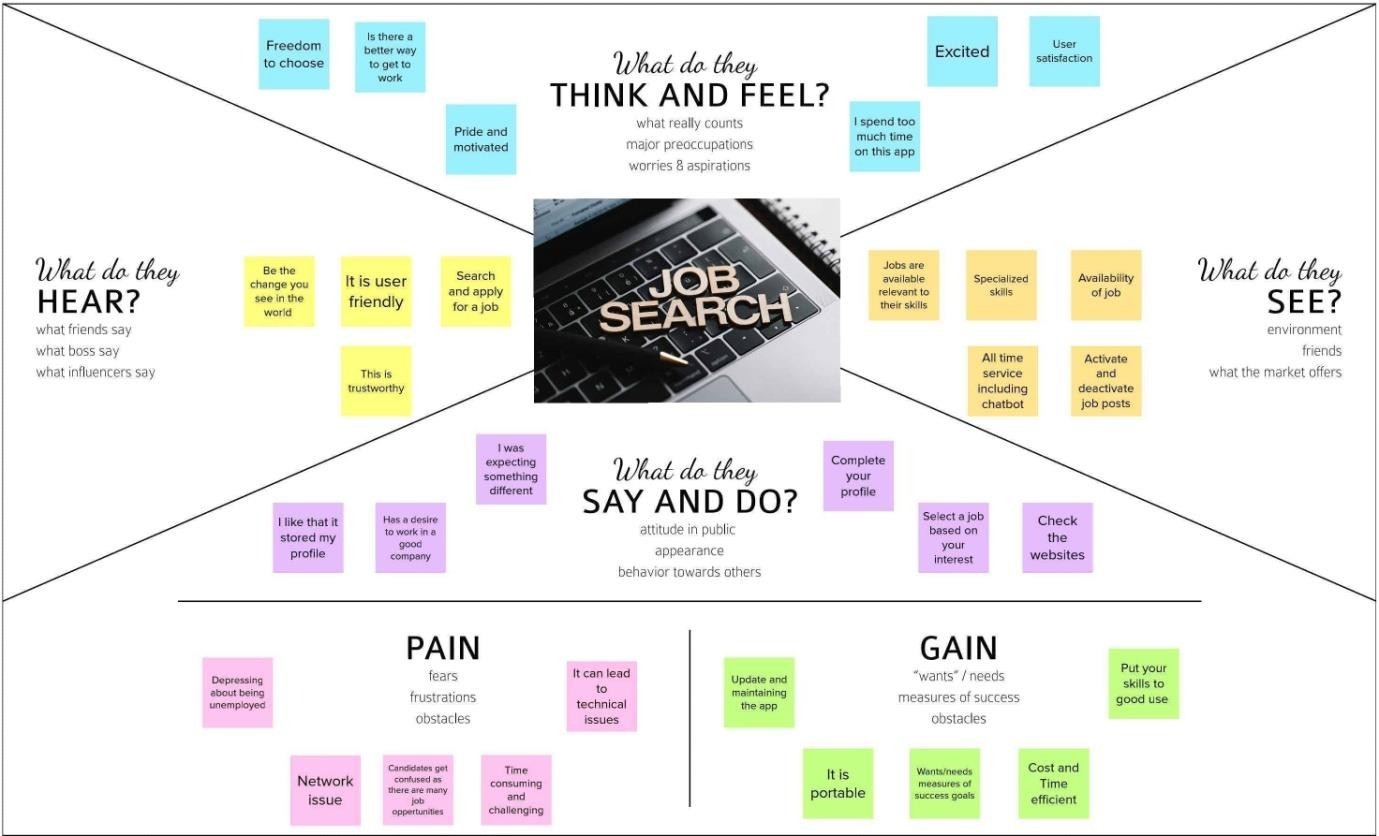 Freedom
to choose
Is there a
better way
to get to
work
Pride and
motivated
What do they
THINK AND FEEL?
what really counts
major preoccupations
worries & aspirations
Excited
User
satisfaction
I spend too
much time
on this app
What do they
HEAR?
what friends say
what boss say
what influencers say
Be the
change you
see in the
world
It is user
friendly
Search
and apply
for a job
This is
trustworthy
JOB
SEARCH
Jobs are
available
relevant to
their skills
Specialized
skills
Availability
of job
All time
service
including
chatbot
Activate
and
deactivate
job posts
What do they
SEE?
environment
friends
what the market offers
I was
expecting
something
different
I like that it
stored my
profile
Has a desire
to work in a
good
company
What do they
SAY AND DO?
attitude in public
appearance
behavior towards others
Complete
your
profile
Select a job
based on
your
interest
Check
the
websites
PAIN
fears
frustrations
obstacles
Depressing
about being
unemployed
It can lead
to
technical
issues
Network
issue
Candidates get
confused as
there are many
job
oppertunities
Time
consuming
and
challenging
GAIN
“wants” / needs
measures of success
obstacles
Update and
maintaining
the app
Put your
skills to
good use
It is
portable
Wants/needs
measures of
success goals
Cost and
Time
efficient